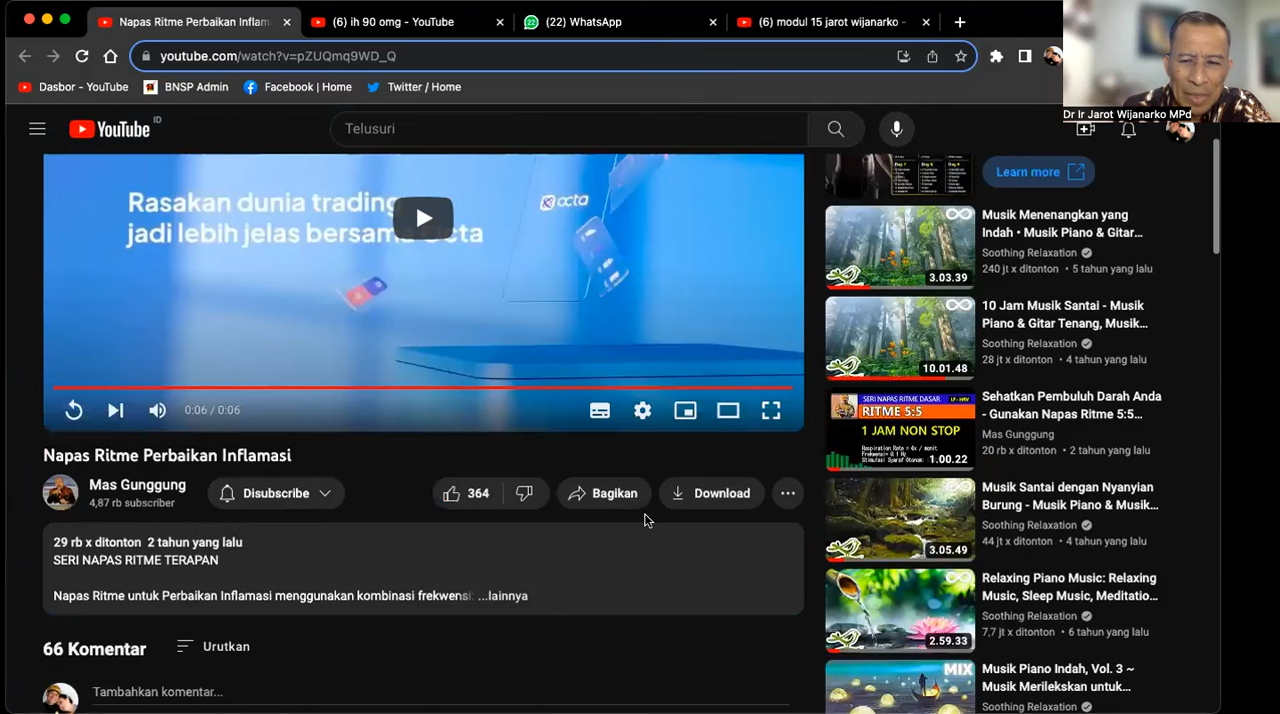 Napas Ritme Perbaikan Inflam
(6) ih 90 omg - YouTube
(22) WhatsApp
(6) modul 15 jarot wijanarko -
youtube.com/watch?v=pZUQmq9WD_Q
Dasbor - YouTube
BNSP Admin
Facebook | Home
Twitter / Home
Dr Ir Jarot Wijanarko MPd
YouTube ID
Telusuri
Rasakan dunia trading
jadi lebih jelas bersama Octa
octa
0:06 / 0:06
Napas Ritme Perbaikan Inflamasi
Mas Gunggung
4,87 rb subscriber
Disubscribe
364
Bagikan
Download
29 rb x ditonton 2 tahun yang lalu
SERI NAPAS RITME TERAPAN
Napas Ritme untuk Perbaikan Inflamasi menggunakan kombinasi frekwensi ...lainnya
66 Komentar
Urutkan
Tambahkan komentar...
Learn more
Musik Menenangkan yang
Indah • Musik Piano & Gitar...
Soothing Relaxation
240 jt x ditonton • 5 tahun yang lalu
3.03.39
10 Jam Musik Santai - Musik
Piano & Gitar Tenang, Musik...
Soothing Relaxation
28 jt x ditonton • 4 tahun yang lalu
10.01.48
SERI NAPAS RITME DASAR
LF - HRV
RITME 5:5
1 JAM NON STOP
Respiration Rate = 6x / menit
Frekwensi= 0.1 Hz
Stimulasi Syaraf Otonom
1.00.22
Sehatkan Pembuluh Darah Anda
- Gunakan Napas Ritme 5:5...
Mas Gunggung
20 rb x ditonton • 2 tahun yang lalu
Musik Santai dengan Nyanyian
Burung - Musik Piano & Musik...
Soothing Relaxation
44 jt x ditonton • 4 tahun yang lalu
3.05.49
Relaxing Piano Music: Relaxing
Music, Sleep Music, Meditatio...
Soothing Relaxation
7,7 jt x ditonton • 6 tahun yang lalu
2.59.33
MIX
Musik Piano Indah, Vol. 3 ~
Musik Merilekskan untuk...
Soothing Relaxation